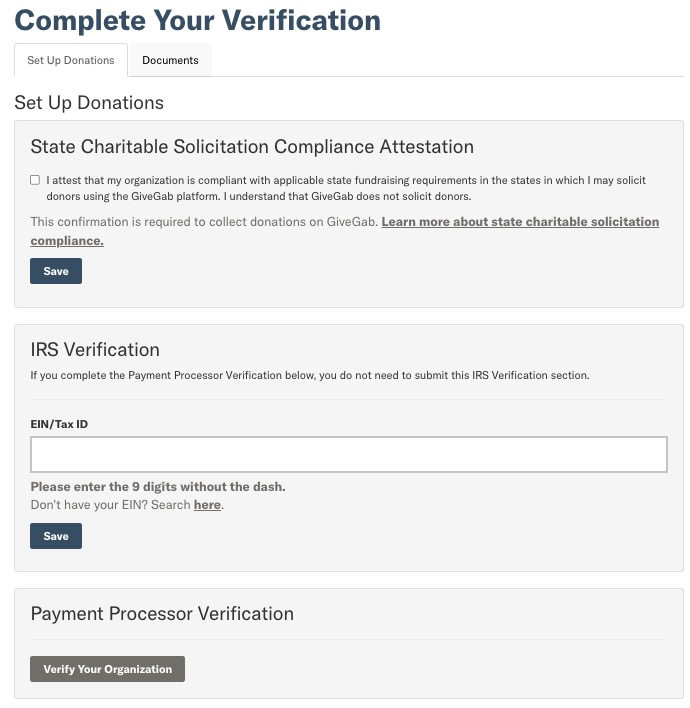 Complete Your Verification
Set Up Donations
Documents
Set Up Donations
State Charitable Solicitation Compliance Attestation
I attest that my organization is compliant with applicable state fundraising requirements in the states in which I may solicit
donors using the GiveGab platform. I understand that GiveGab does not solicit donors.
This confirmation is required to collect donations on GiveGab. Learn more about state charitable solicitation
compliance.
Save
IRS Verification
If you complete the Payment Processor Verification below, you do not need to submit this IRS Verification section.
EIN/Tax ID
Please enter the 9 digits without the dash.
Don't have your EIN? Search here.
Save
Payment Processor Verification
Verify Your Organization